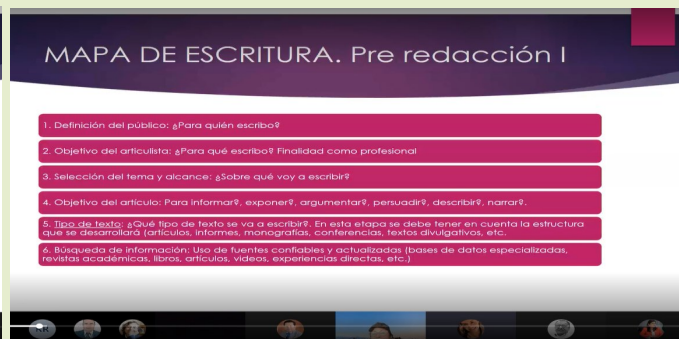 MAPA DE ESCRITURA. Pre redacción I
1. Definición del público: ¿Para quién escribo?
2. Objetivo del articulista: ¿Para qué escribo? Finalidad como profesional
3. Selección del tema y alcance: ¿Sobre qué voy a escribir?
4. Objetivo del artículo: Para informar?, exponer?, argumentar?, persuadir?, describir?, narrar?.
5. Tipo de texto: ¿Qué tipo de texto se va a escribir?. En esta etapa se debe tener en cuenta la estructura
que se desarrollará (artículos, informes, monografías, conferencias, textos divulgativos, etc.
6. Búsqueda de información: Uso de fuentes confiables y actualizadas (bases de datos especializadas,
revistas académicas, libros, artículos, videos, experiencias directas, etc.)